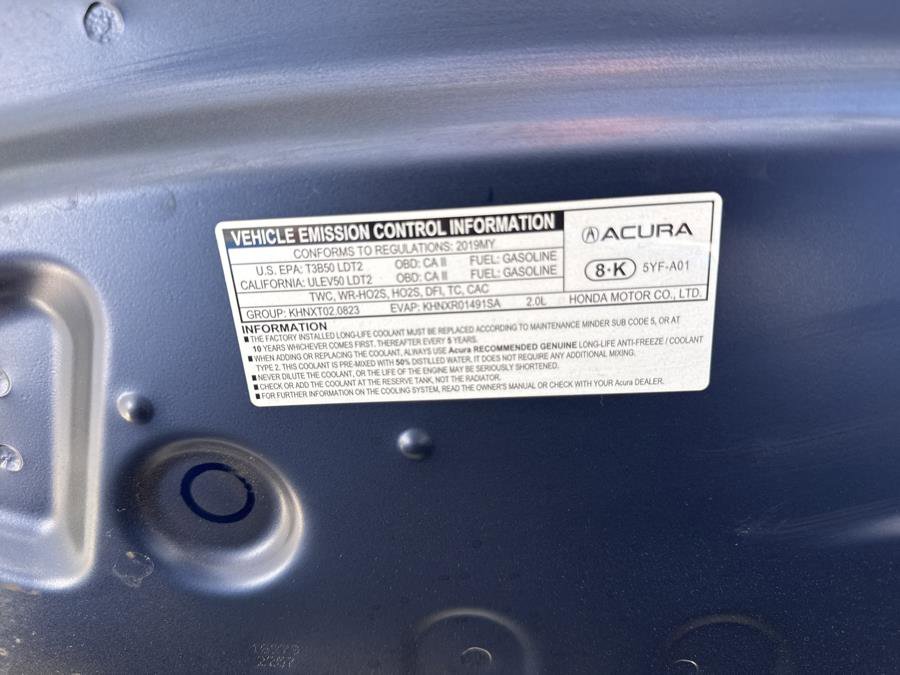 VEHICLE EMISSION CONTROL INFORMATION
CONFORMS TO REGULATIONS: 2019MY
U.S. EPA: T3B50 LDT2 OBD: CA II FUEL: GASOLINE
CALIFORNIA: ULEV50 LDT2 OBD: CA II FUEL: GASOLINE
TWC, WR-HO2S, HO2S, DFI, TC, CAC
GROUP: KHNXT02.0823 EVAP: KHNXR01491SA 2.0L
ACURA
8·K 5YF-A01
HONDA MOTOR CO., LTD.
INFORMATION
■ THE FACTORY INSTALLED LONG-LIFE COOLANT MUST BE REPLACED ACCORDING TO MAINTENANCE MINDER SUB CODE 5, OR AT
10 YEARS WHICHEVER COMES FIRST, THEREAFTER EVERY 5 YEARS.
■ WHEN ADDING OR REPLACING THE COOLANT, ALWAYS USE Acura RECOMMENDED GENUINE LONG-LIFE ANTI-FREEZE / COOLANT
TYPE 2. THIS COOLANT IS PRE-MIXED WITH 50% DISTILLED WATER. IT DOES NOT REQUIRE ANY ADDITIONAL MIXING.
■ NEVER DILUTE THE COOLANT, OR THE LIFE OF THE ENGINE MAY BE SERIOUSLY SHORTENED.
■ CHECK OR ADD THE COOLANT AT THE RESERVE TANK, NOT THE RADIATOR.
■ FOR FURTHER INFORMATION ON THE COOLING SYSTEM, READ THE OWNER'S MANUAL OR CHECK WITH YOUR Acura DEALER.